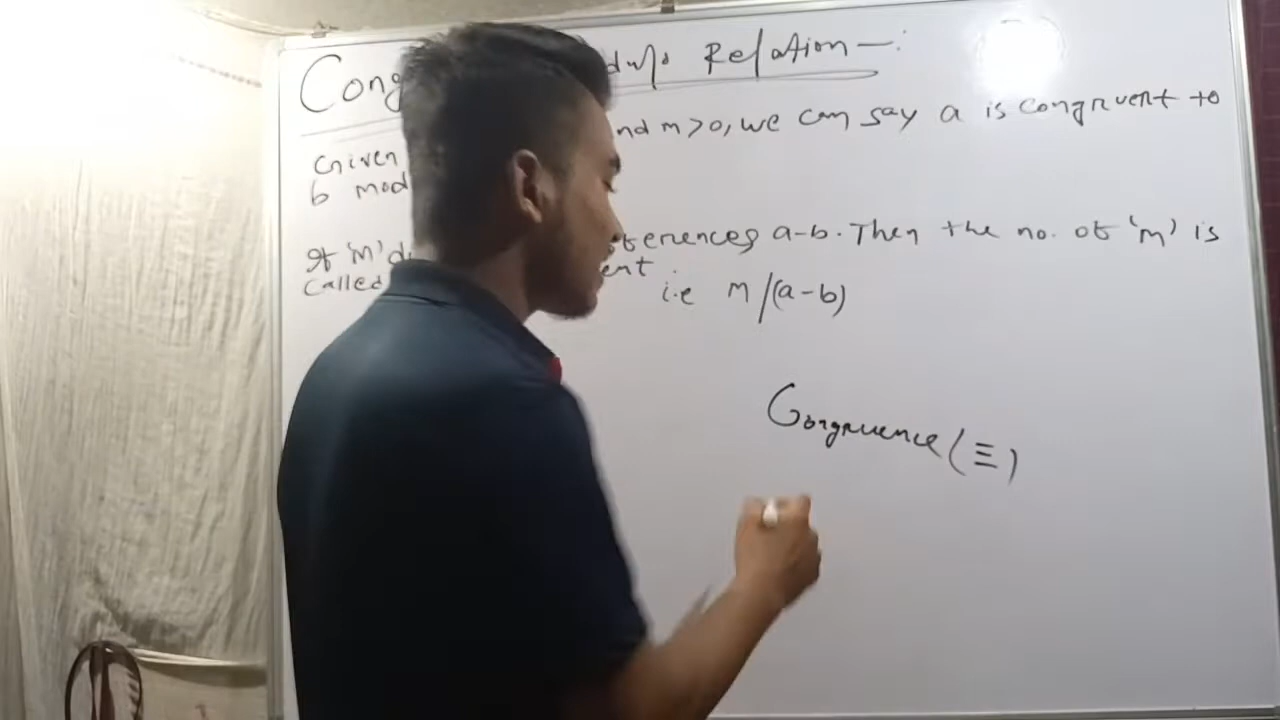 Cong dulo Relation -:
Given nd m>0, we can say a is congruent to
b mod
If 'm' d fferences a-b. Then the no. of 'm' is
called ent
i.e m/(a-b)
Congruence (≡)